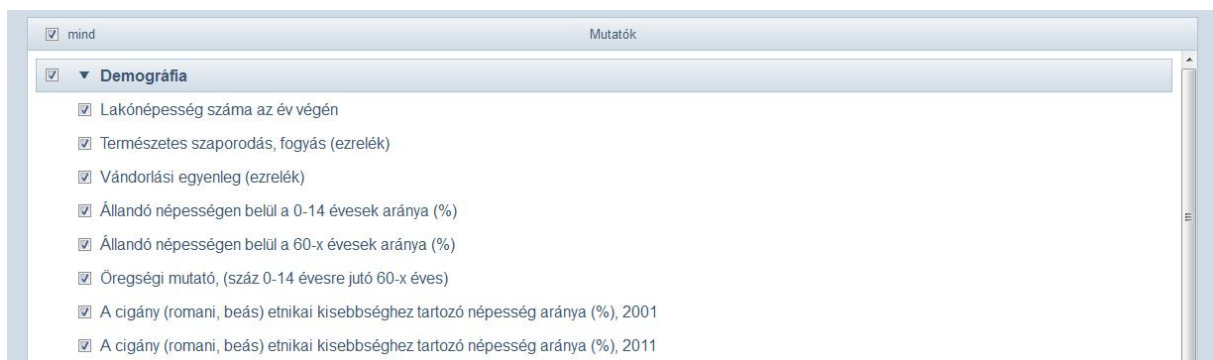 mind Mutatók
Demográfia
Lakónépesség száma az év végén
Természetes szaporodás, fogyás (ezrelék)
Vándorlási egyenleg (ezrelék)
Állandó népességen belül a 0-14 évesek aránya (%)
Állandó népességen belül a 60-x évesek aránya (%)
Öregségi mutató, (száz 0-14 évesre jutó 60-x éves)
A cigány (romani, beás) etnikai kisebbséghez tartozó népesség aránya (%), 2001
A cigány (romani, beás) etnikai kisebbséghez tartozó népesség aránya (%), 2011